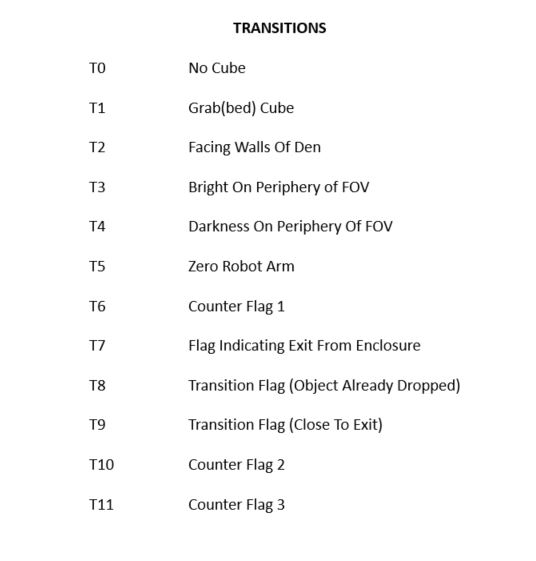 TRANSITIONS
T0 No Cube
T1 Grab(bed) Cube
T2 Facing Walls Of Den
T3 Bright On Periphery of FOV
T4 Darkness On Periphery Of FOV
T5 Zero Robot Arm
T6 Counter Flag 1
T7 Flag Indicating Exit From Enclosure
T8 Transition Flag (Object Already Dropped)
T9 Transition Flag (Close To Exit)
T10 Counter Flag 2
T11 Counter Flag 3